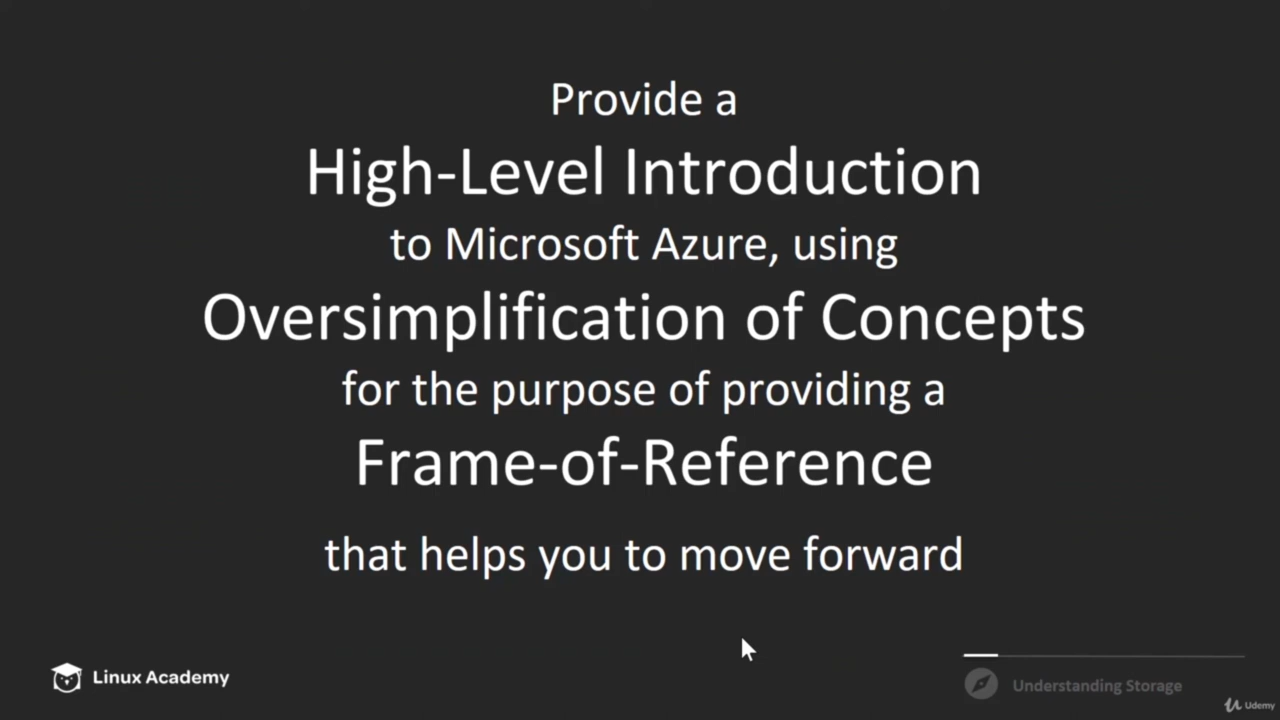 Provide a
High-Level Introduction
to Microsoft Azure, using
Oversimplification of Concepts
for the purpose of providing a
Frame-of-Reference
that helps you to move forward
Linux Academy
Understanding Storage
Udemy